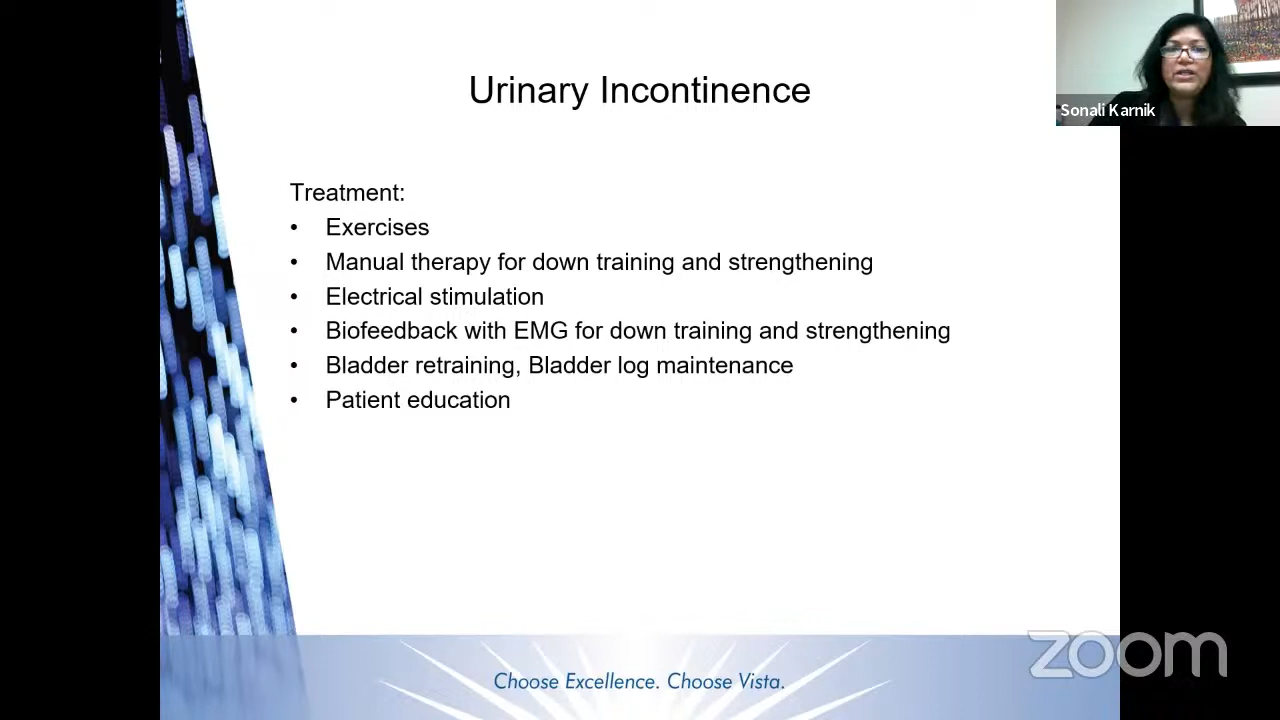 Urinary Incontinence
Sonali Karnik
Treatment:
• Exercises
• Manual therapy for down training and strengthening
• Electrical stimulation
• Biofeedback with EMG for down training and strengthening
• Bladder retraining, Bladder log maintenance
• Patient education
zoom
Choose Excellence. Choose Vista.